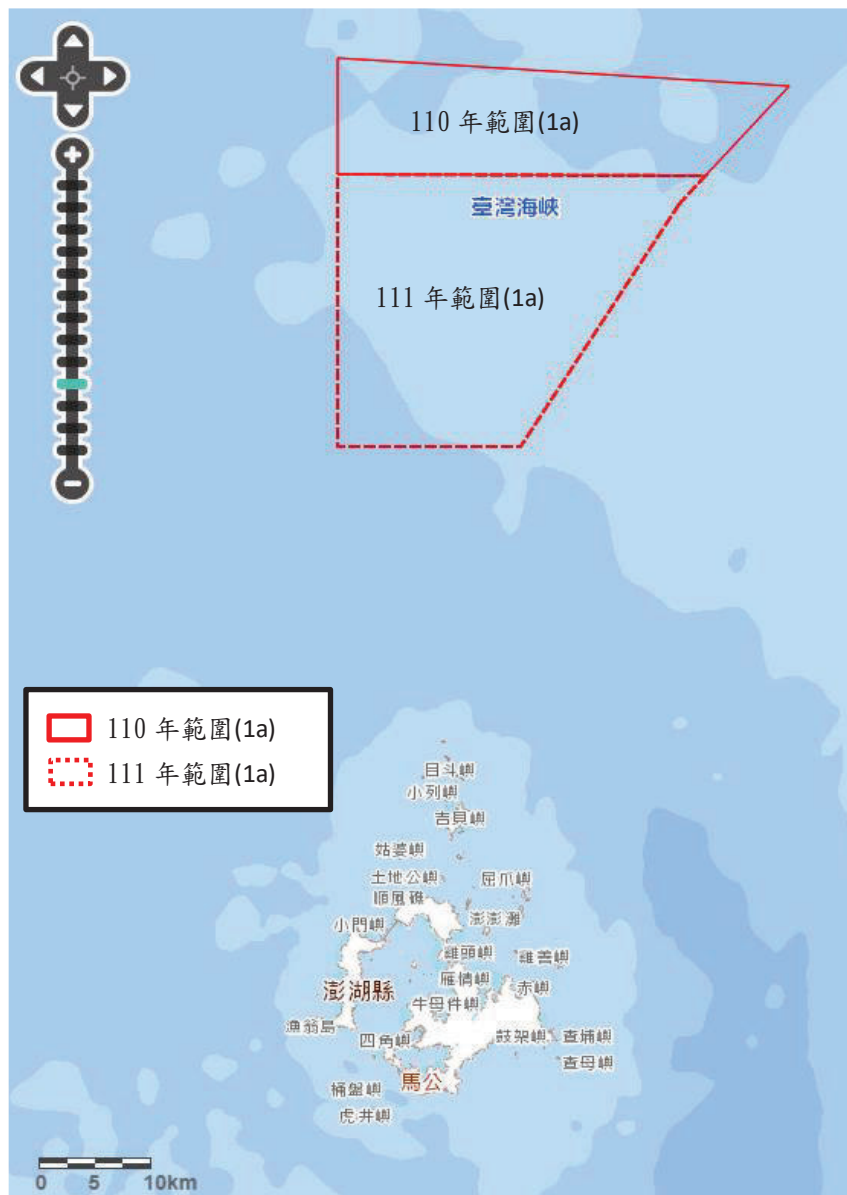 110 年範圍(1a)
臺灣海峽
111 年範圍(1a)
110 年範圍(1a)
111 年範圍(1a)
目斗嶼
小列嶼
吉貝嶼
姑婆嶼
土地公嶼
屈爪嶼
順風礁
澎澎灘
小門嶼
雞頭嶼
雞善嶼
雁情嶼
赤嶼
澎湖縣
牛母件嶼
漁翁島
四角嶼
鼓架嶼
查埔嶼
查母嶼
馬公
桶盤嶼
虎井嶼
0 5 10km